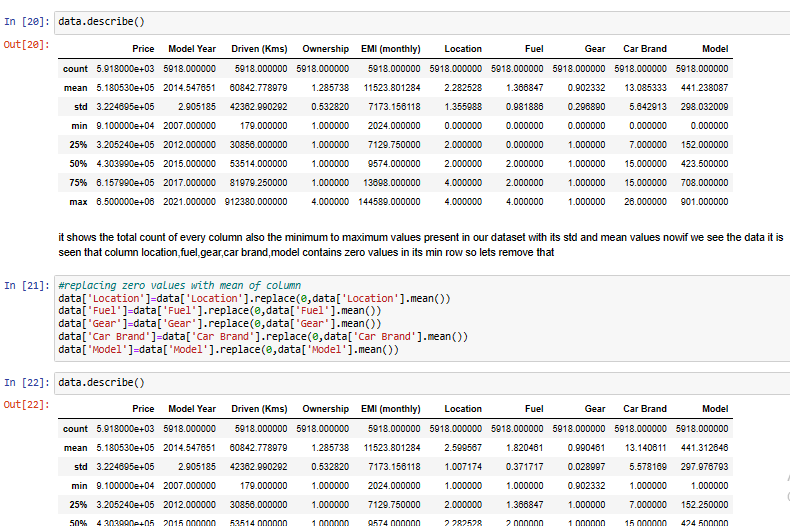 In [20]: data.describe()
Out[20]:
Price Model Year Driven (Kms) Ownership EMI (monthly) Location Fuel Gear Car Brand Model
count 5.918000e+03 5918.000000 5918.000000 5918.000000 5918.000000 5918.000000 5918.000000 5918.000000 5918.000000 5918.000000
mean 5.180530e+05 2014.547651 60842.778979 1.285738 11523.801284 2.282528 1.366847 0.902332 13.085333 441.238087
std 3.224695e+05 2.905185 42362.990292 0.532820 7173.156118 1.355988 0.981886 0.296890 5.642913 298.032009
min 9.100000e+04 2007.000000 179.000000 1.000000 2024.000000 0.000000 0.000000 0.000000 0.000000 0.000000
25% 3.205240e+05 2012.000000 30856.000000 1.000000 7129.750000 2.000000 0.000000 1.000000 7.000000 152.000000
50% 4.303990e+05 2015.000000 53514.000000 1.000000 9574.000000 2.000000 2.000000 1.000000 15.000000 423.500000
75% 6.157990e+05 2017.000000 81979.250000 1.000000 13698.000000 4.000000 2.000000 1.000000 15.000000 708.000000
max 6.500000e+06 2021.000000 912380.000000 4.000000 144589.000000 4.000000 4.000000 1.000000 26.000000 901.000000
it shows the total count of every column also the minimum to maximum values present in our dataset with its std and mean values nowif we see the data it is
seen that column location,fuel,gear,car brand,model contains zero values in its min row so lets remove that
In [21]: #replacing zero values with mean of column
data['Location']=data['Location'].replace(0,data['Location'].mean())
data['Fuel']=data['Fuel'].replace(0,data['Fuel'].mean())
data['Gear']=data['Gear'].replace(0,data['Gear'].mean())
data['Car Brand']=data['Car Brand'].replace(0,data['Car Brand'].mean())
data['Model']=data['Model'].replace(0,data['Model'].mean())
In [22]: data.describe()
Out[22]:
Price Model Year Driven (Kms) Ownership EMI (monthly) Location Fuel Gear Car Brand Model
count 5.918000e+03 5918.000000 5918.000000 5918.000000 5918.000000 5918.000000 5918.000000 5918.000000 5918.000000 5918.000000
mean 5.180530e+05 2014.547651 60842.778979 1.285738 11523.801284 2.599567 1.820461 0.990461 13.140611 441.312646
std 3.224695e+05 2.905185 42362.990292 0.532820 7173.156118 1.007174 0.371717 0.028997 5.578169 297.976793
min 9.100000e+04 2007.000000 179.000000 1.000000 2024.000000 1.000000 1.000000 0.902332 1.000000 1.000000
25% 3.205240e+05 2012.000000 30856.000000 1.000000 7129.750000 2.000000 1.366847 1.000000 7.000000 152.250000
50% 4.303990e+05 2015.000000 53514.000000 1.000000 9574.000000 2.282528 2.000000 1.000000 15.000000 424.500000